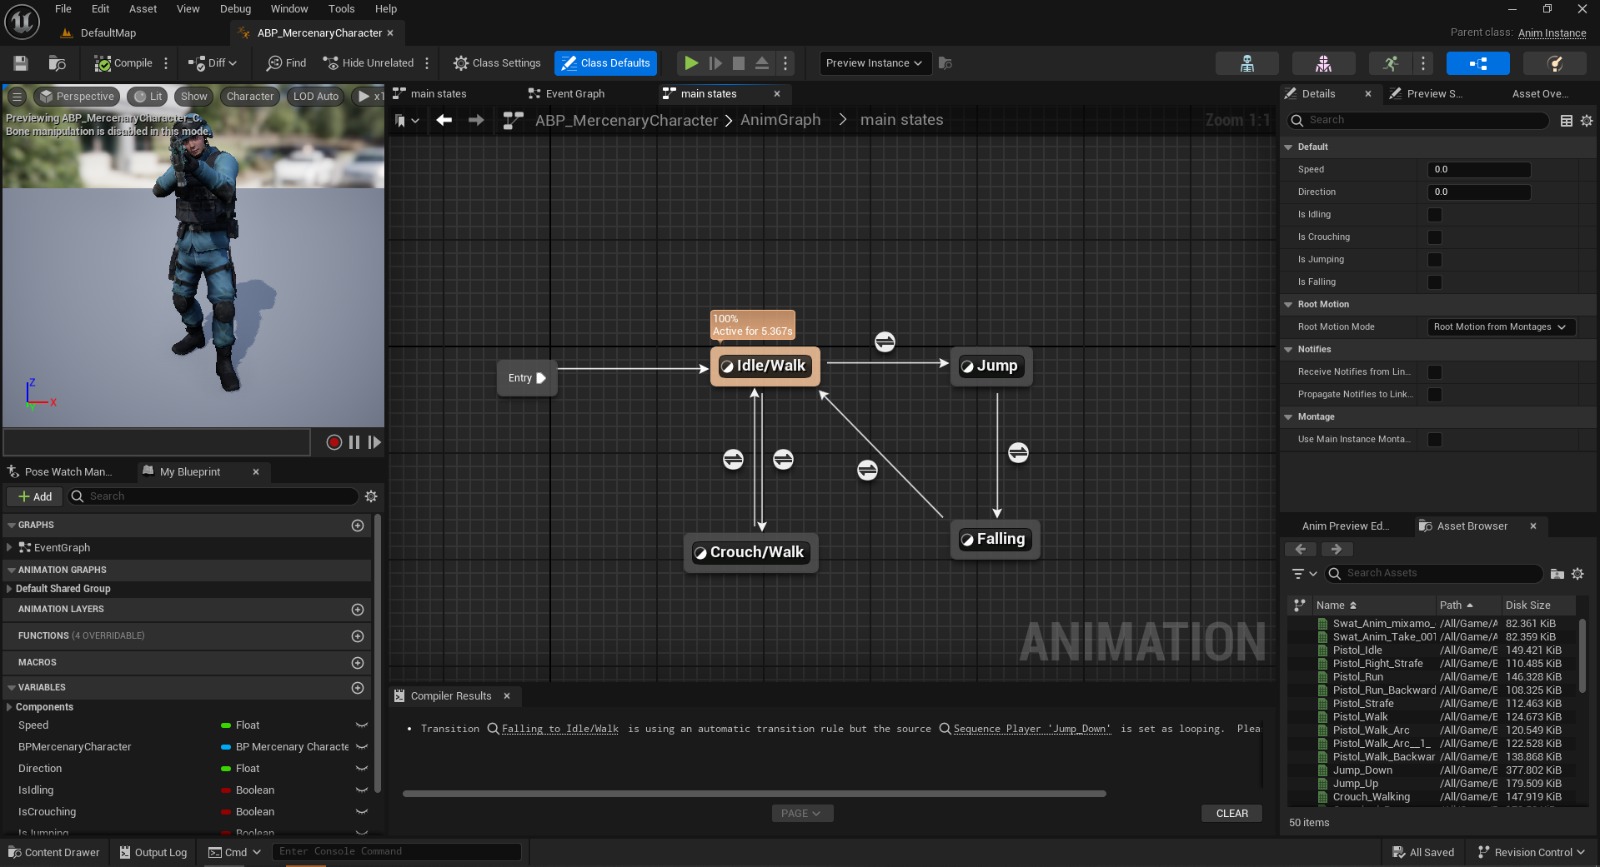 File Edit Asset View Debug Window Tools Help
DefaultMap
ABP_MercenaryCharacter
Parent class: Anim Instance
Compile
Diff
Find
Hide Unrelated
Class Settings
Class Defaults
Preview Instance
Perspective
Lit
Show
Character
LOD Auto
Previewing ABP_MercenaryCharacter_C.
Bone manipulation is disabled in this mode.
Z
X
main states
Event Graph
main states
ABP_MercenaryCharacter > AnimGraph > main states
Zoom 1:1
100%
Active for 5.367s
Entry
Idle/Walk
Jump
Crouch/Walk
Falling
ANIMATION
Pose Watch Man...
My Blueprint
Add
Search
GRAPHS
EventGraph
ANIMATION GRAPHS
Default Shared Group
ANIMATION LAYERS
FUNCTIONS (4 OVERRIDABLE)
MACROS
VARIABLES
Components
Speed Float
BPMercenaryCharacter BP Mercenary Characte
Direction Float
IsIdling Boolean
IsCrouching Boolean
IsJumping Boolean
Compiler Results
• Transition Falling to Idle/Walk is using an automatic transition rule but the source Sequence Player 'Jump_Down' is set as looping. Plea
PAGE
CLEAR
Details
Preview S...
Asset Ove...
Search
Default
Speed 0.0
Direction 0.0
Is Idling
Is Crouching
Is Jumping
Is Falling
Root Motion
Root Motion Mode Root Motion from Montages
Notifies
Receive Notifies from Lin...
Propagate Notifies to Link...
Montage
Use Main Instance Monta...
Anim Preview Ed...
Asset Browser
Search Assets
Name Path Disk Size
Swat_Anim_mixamo_ /All/Game/A 82.361 KiB
Swat_Anim_Take_001 /All/Game/A 82.359 KiB
Pistol_Idle /All/Game/E 149.421 KiB
Pistol_Right_Strafe /All/Game/E 110.485 KiB
Pistol_Run /All/Game/E 146.328 KiB
Pistol_Run_Backward /All/Game/E 108.325 KiB
Pistol_Strafe /All/Game/E 112.463 KiB
Pistol_Walk /All/Game/E 124.673 KiB
Pistol_Walk_Arc /All/Game/E 120.549 KiB
Pistol_Walk_Arc__1_ /All/Game/E 122.528 KiB
Pistol_Walk_Backwar /All/Game/E 138.868 KiB
Jump_Down /All/Game/E 377.802 KiB
Jump_Up /All/Game/E 179.509 KiB
Crouch_Walking /All/Game/E 147.919 KiB
50 items
Content Drawer
Output Log
Cmd
Enter Console Command
All Saved
Revision Control